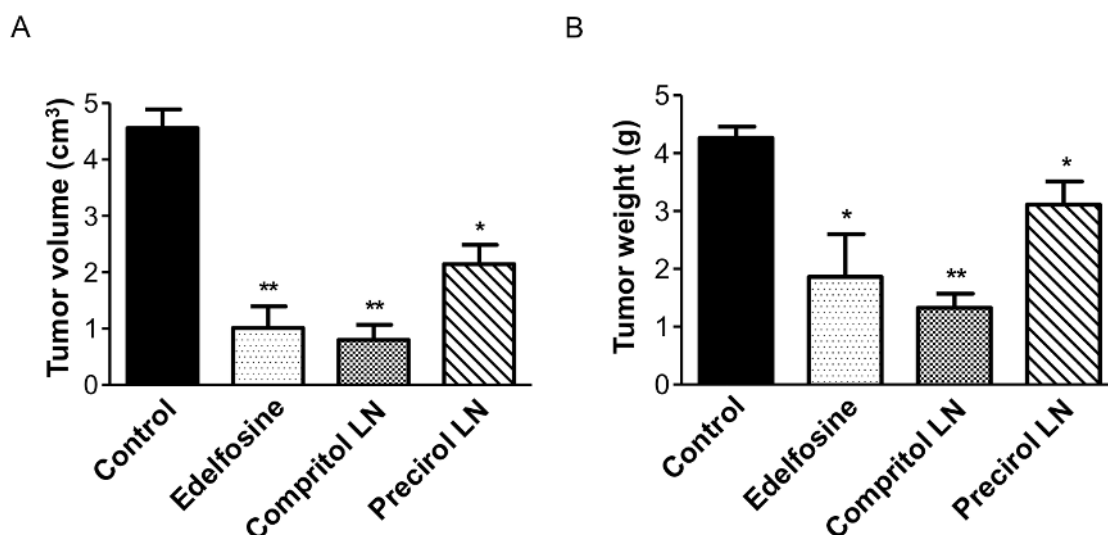 A
Tumor volume (cm³)
5
4
3
2
1
0
**
**
*
Control
Edelfosine
Compritol LN
Precirol LN
B
Tumor weight (g)
5
4
3
2
1
0
*
**
*
Control
Edelfosine
Compritol LN
Precirol LN